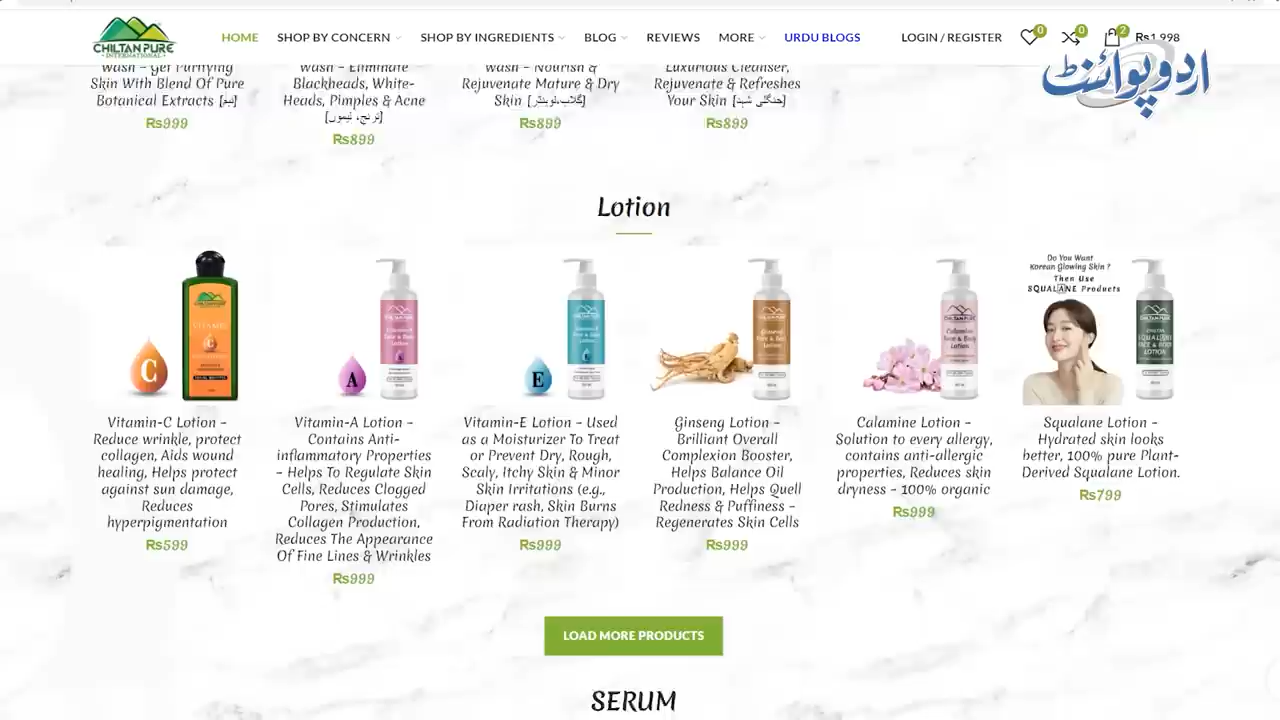 CHILTAN PURE
INTERNATIONAL
HOME
SHOP BY CONCERN
SHOP BY INGREDIENTS
BLOG
REVIEWS
MORE
URDU BLOGS
LOGIN / REGISTER
0
0
2
₨1,998
اردو پوائنٹ
Wash – Get Purifying
Skin With Blend Of Pure
Botanical Extracts [نیم]
₨999
Wash – Eliminate
Blackheads, White-
Heads, Pimples & Acne
[ترنج، لیموں]
₨899
Wash – Nourish &
Rejuvenate Mature & Dry
Skin [گلاب،لوینڈر]
₨899
Luxurious Cleanser,
Rejuvenate & Refreshes
Your Skin [جنگلی شہد]
₨899
Lotion
C
A
E
Do You Want
Korean Glowing Skin ?
Then Use
SQUALANE Products
Vitamin-C Lotion –
Reduce wrinkle, protect
collagen, Aids wound
healing, Helps protect
against sun damage,
Reduces
hyperpigmentation
₨599
Vitamin-A Lotion –
Contains Anti-
inflammatory Properties
– Helps To Regulate Skin
Cells, Reduces Clogged
Pores, Stimulates
Collagen Production,
Reduces The Appearance
Of Fine Lines & Wrinkles
₨999
Vitamin-E Lotion – Used
as a Moisturizer To Treat
or Prevent Dry, Rough,
Scaly, Itchy Skin & Minor
Skin Irritations (e.g.,
Diaper rash, Skin Burns
From Radiation Therapy)
₨999
Ginseng Lotion –
Brilliant Overall
Complexion Booster,
Helps Balance Oil
Production, Helps Quell
Redness & Puffiness –
Regenerates Skin Cells
₨999
Calamine Lotion –
Solution to every allergy,
contains anti-allergic
properties, Reduces skin
dryness – 100% organic
₨999
Squalane Lotion –
Hydrated skin looks
better, 100% pure Plant-
Derived Squalane Lotion.
₨799
LOAD MORE PRODUCTS
SERUM